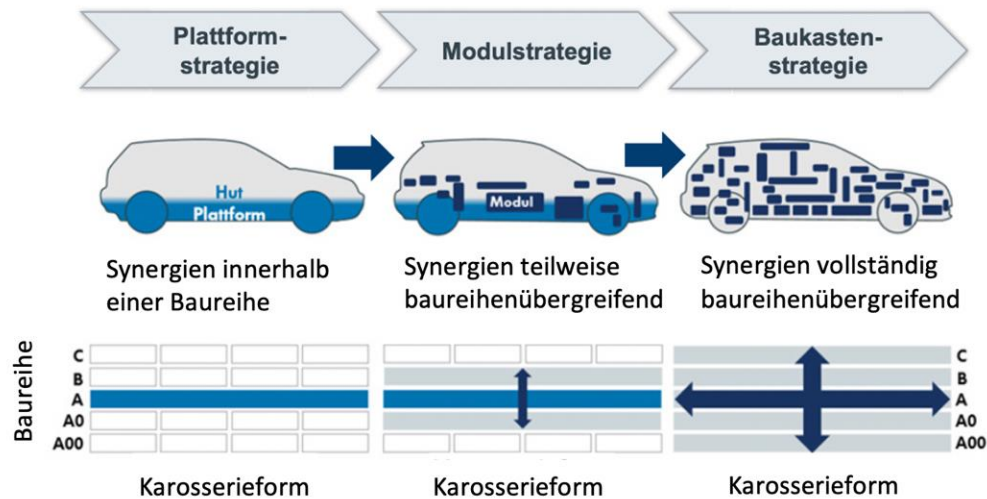 Plattform-
strategie
Modulstrategie
Baukasten-
strategie
Hut
Plattform
Modul
Synergien innerhalb
einer Baureihe
Synergien teilweise
baureihenübergreifend
Synergien vollständig
baureihenübergreifend
Baureihe
C
B
A
A0
A00
C
B
A
A0
A00
Karosserieform
Karosserieform
Karosserieform